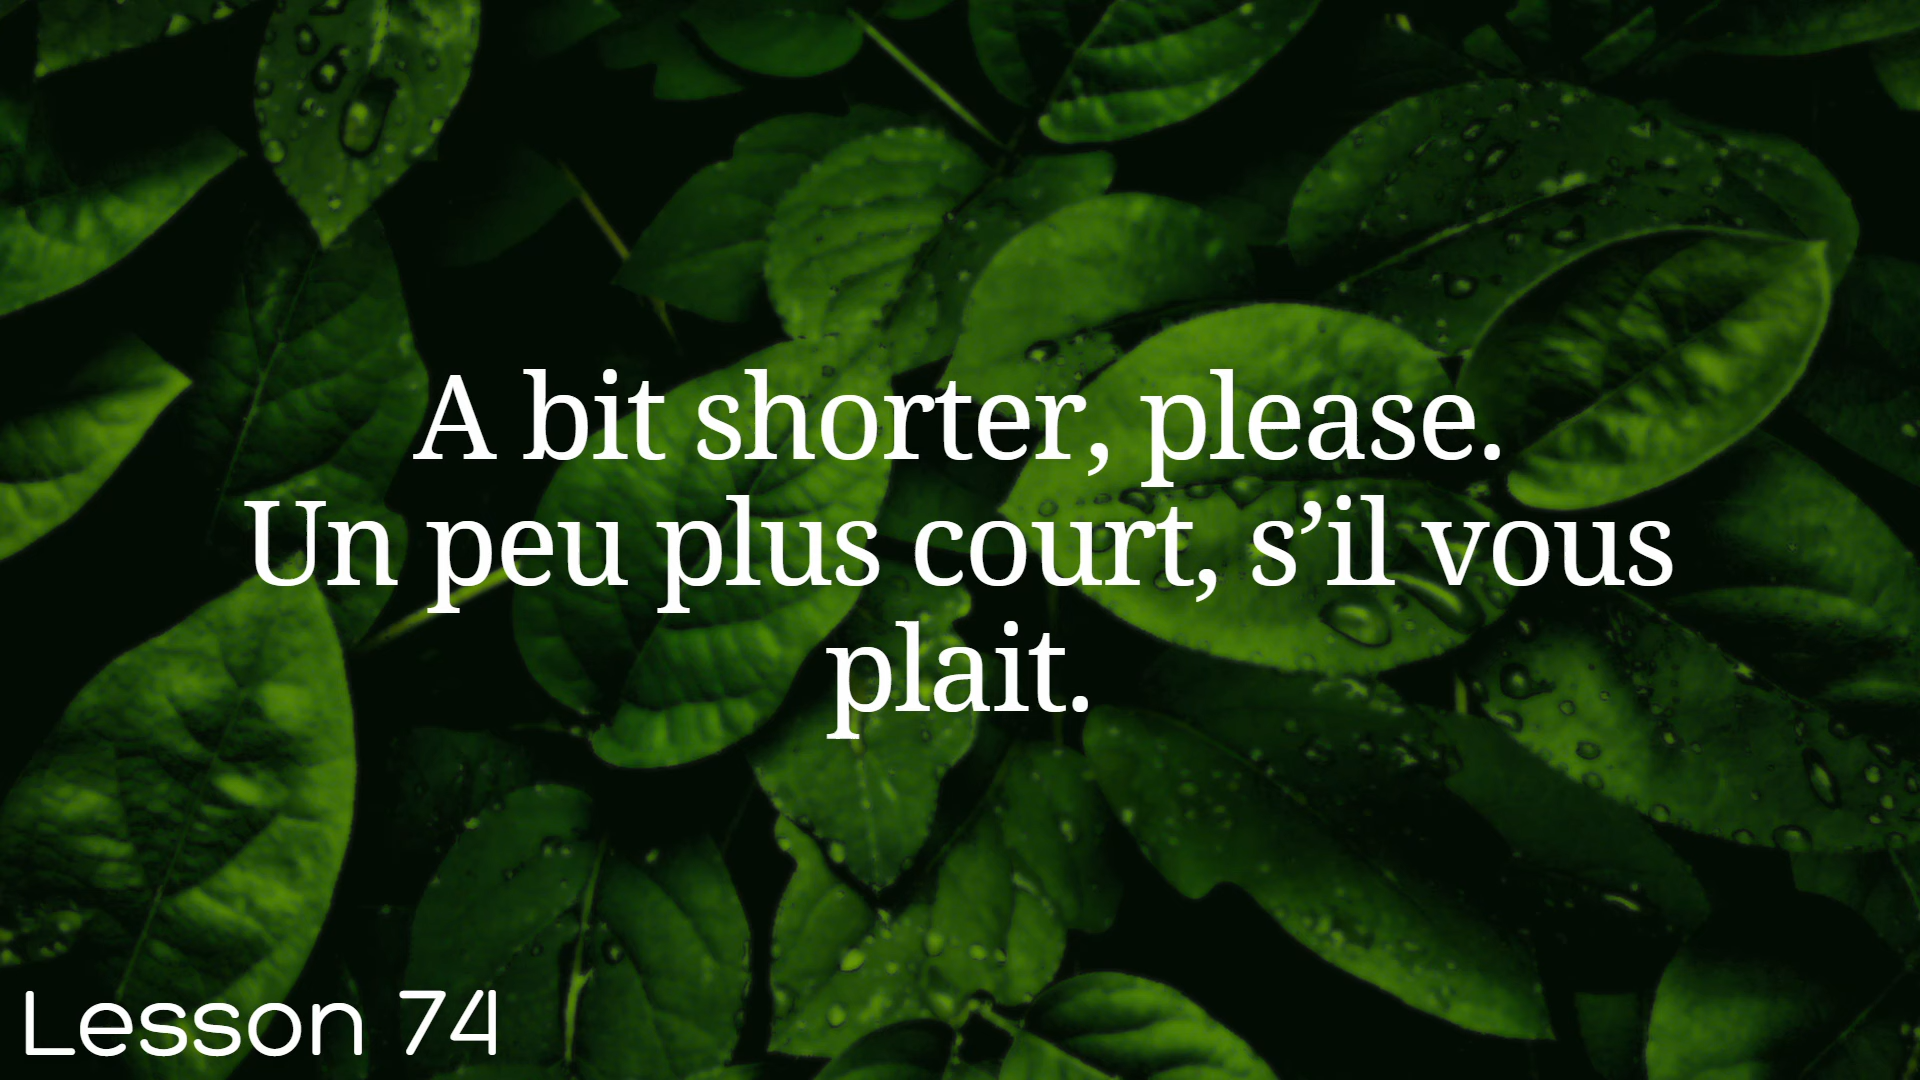 A bit shorter, please.
Un peu plus court, s’il vous
plait.
Lesson 74